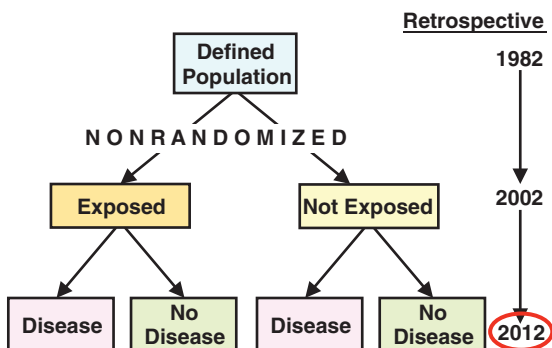 Retrospective
1982
Defined
Population
NONRANDOMIZED
Exposed
Not Exposed
2002
Disease
No
Disease
Disease
No
Disease
2012